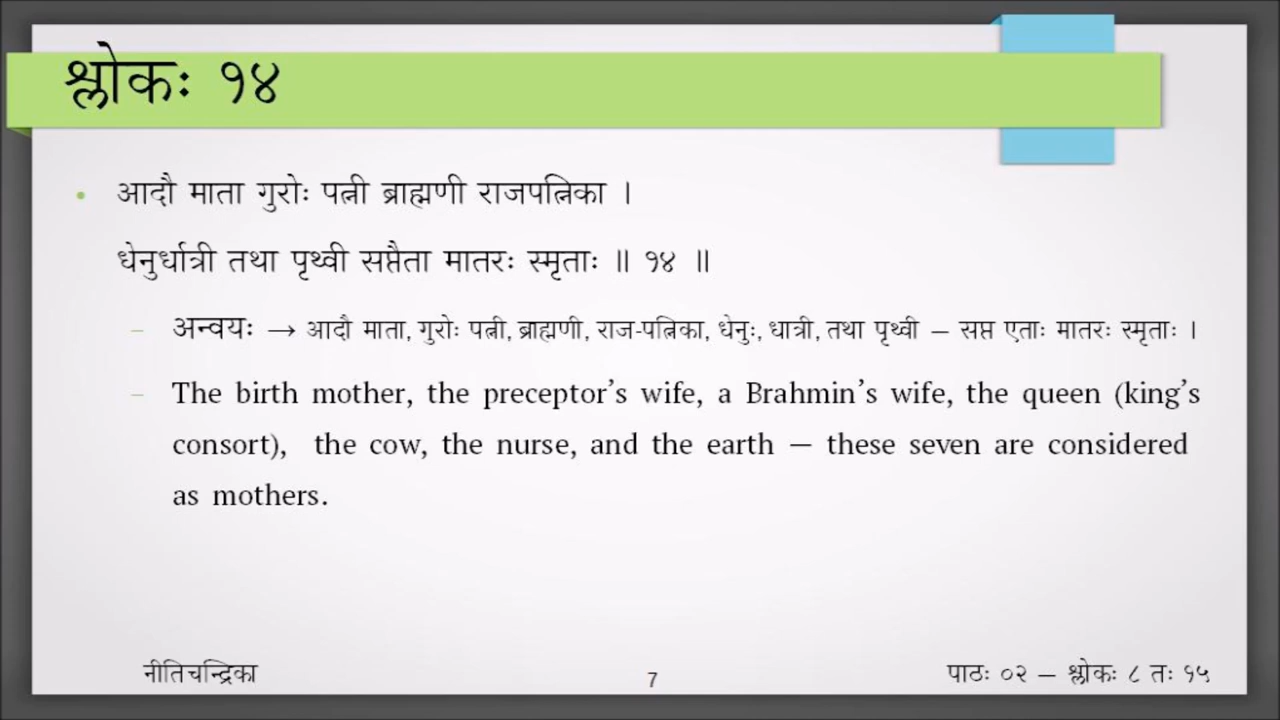 श्लोकः १४
आदौ माता गुरोः पत्नी ब्राह्मणी राजपत्निका ।
धेनुर्धात्री तथा पृथ्वी सप्तैता मातरः स्मृताः ॥ १४ ॥
– अन्वयः → आदौ माता, गुरोः पत्नी, ब्राह्मणी, राज-पत्निका, धेनुः, धात्री, तथा पृथ्वी – सप्त एताः मातरः स्मृताः ।
– The birth mother, the preceptor’s wife, a Brahmin’s wife, the queen (king’s
consort), the cow, the nurse, and the earth – these seven are considered
as mothers.
नीतिचन्द्रिका
7
पाठः ०२ – श्लोकः ८ तः १५